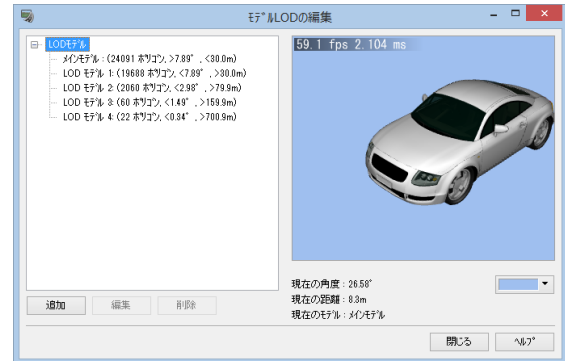 ﾓﾃﾞﾙLODの編集
LODﾓﾃﾞﾙ
ﾒｲﾝﾓﾃﾞﾙ : (24091 ﾎﾟﾘｺﾞﾝ, >7.89° , <30.0m)
LOD ﾓﾃﾞﾙ 1: (19688 ﾎﾟﾘｺﾞﾝ, <7.89° , >30.0m)
LOD ﾓﾃﾞﾙ 2: (2060 ﾎﾟﾘｺﾞﾝ, <2.98° , >79.9m)
LOD ﾓﾃﾞﾙ 3: (60 ﾎﾟﾘｺﾞﾝ, <1.49° , >159.9m)
LOD ﾓﾃﾞﾙ 4: (22 ﾎﾟﾘｺﾞﾝ, <0.34° , >700.9m)
追加 編集 削除
59.1 fps 2.104 ms
現在の角度 : 26.58°
現在の距離 : 8.3m
現在のﾓﾃﾞﾙ : ﾒｲﾝﾓﾃﾞﾙ
閉じる ﾍﾙﾌﾟ